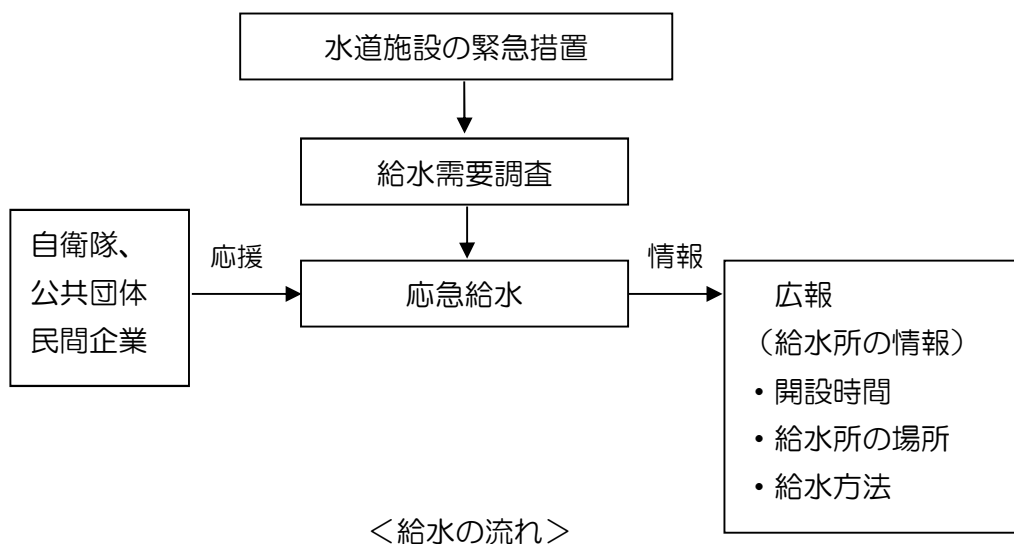 水道施設の緊急措置
給水需要調査
自衛隊、
公共団体
民間企業
応援
応急給水
情報
広報
（給水所の情報）
・開設時間
・給水所の場所
・給水方法
＜給水の流れ＞